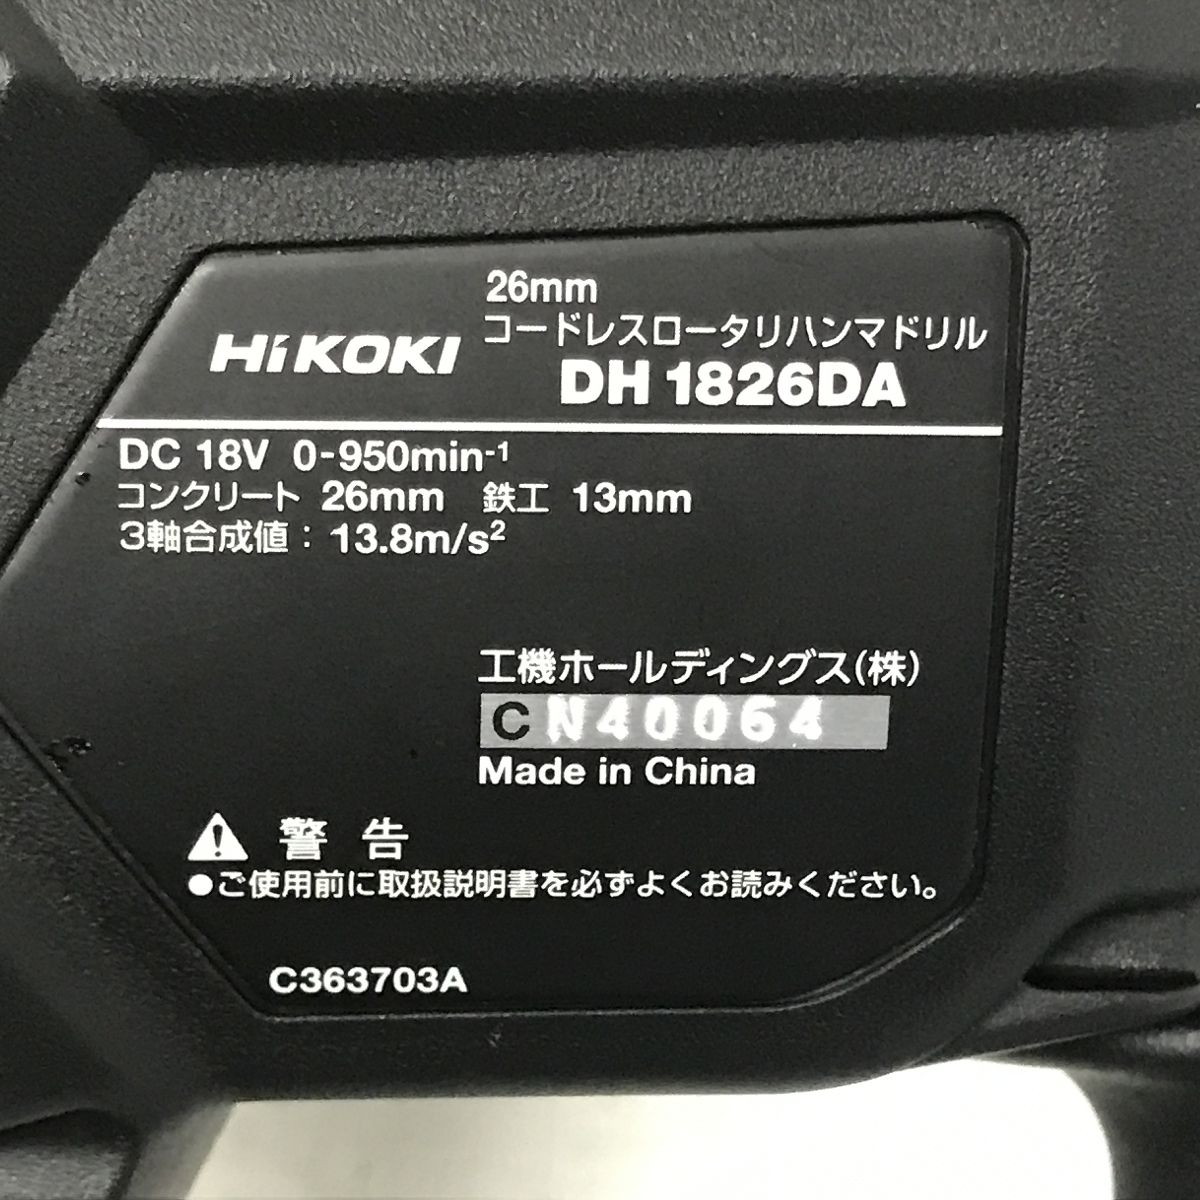 26mm
コードレスロータリハンマドリル
HiKOKI
DH 1826DA
DC 18V 0-950min-¹
コンクリート 26mm 鉄工 13mm
3軸合成値：13.8m/s²
工機ホールディングス(株)
C N40064
Made in China
警 告
●ご使用前に取扱説明書を必ずよくお読みください。
C363703A